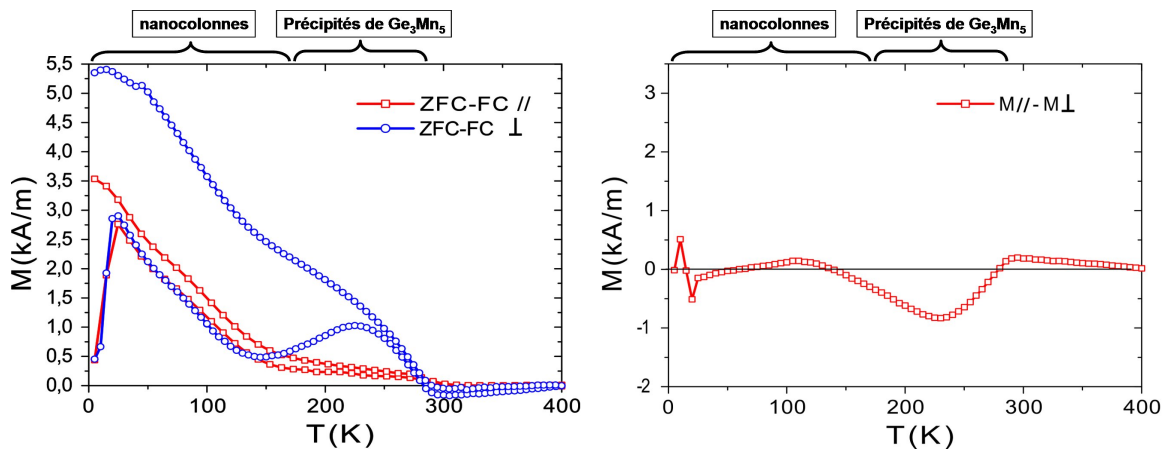 nanocolonnes
Précipités de Ge₃Mn₅
5,5
5,0
4,5
4,0
3,5
3,0
2,5
2,0
1,5
1,0
0,5
0,0
M(kA/m)
ZFC-FC //
ZFC-FC ⊥
0
100
200
300
400
T(K)
nanocolonnes
Précipités de Ge₃Mn₅
3
2
1
0
-1
-2
M(kA/m)
M// - M⊥
0
100
200
300
400
T(K)